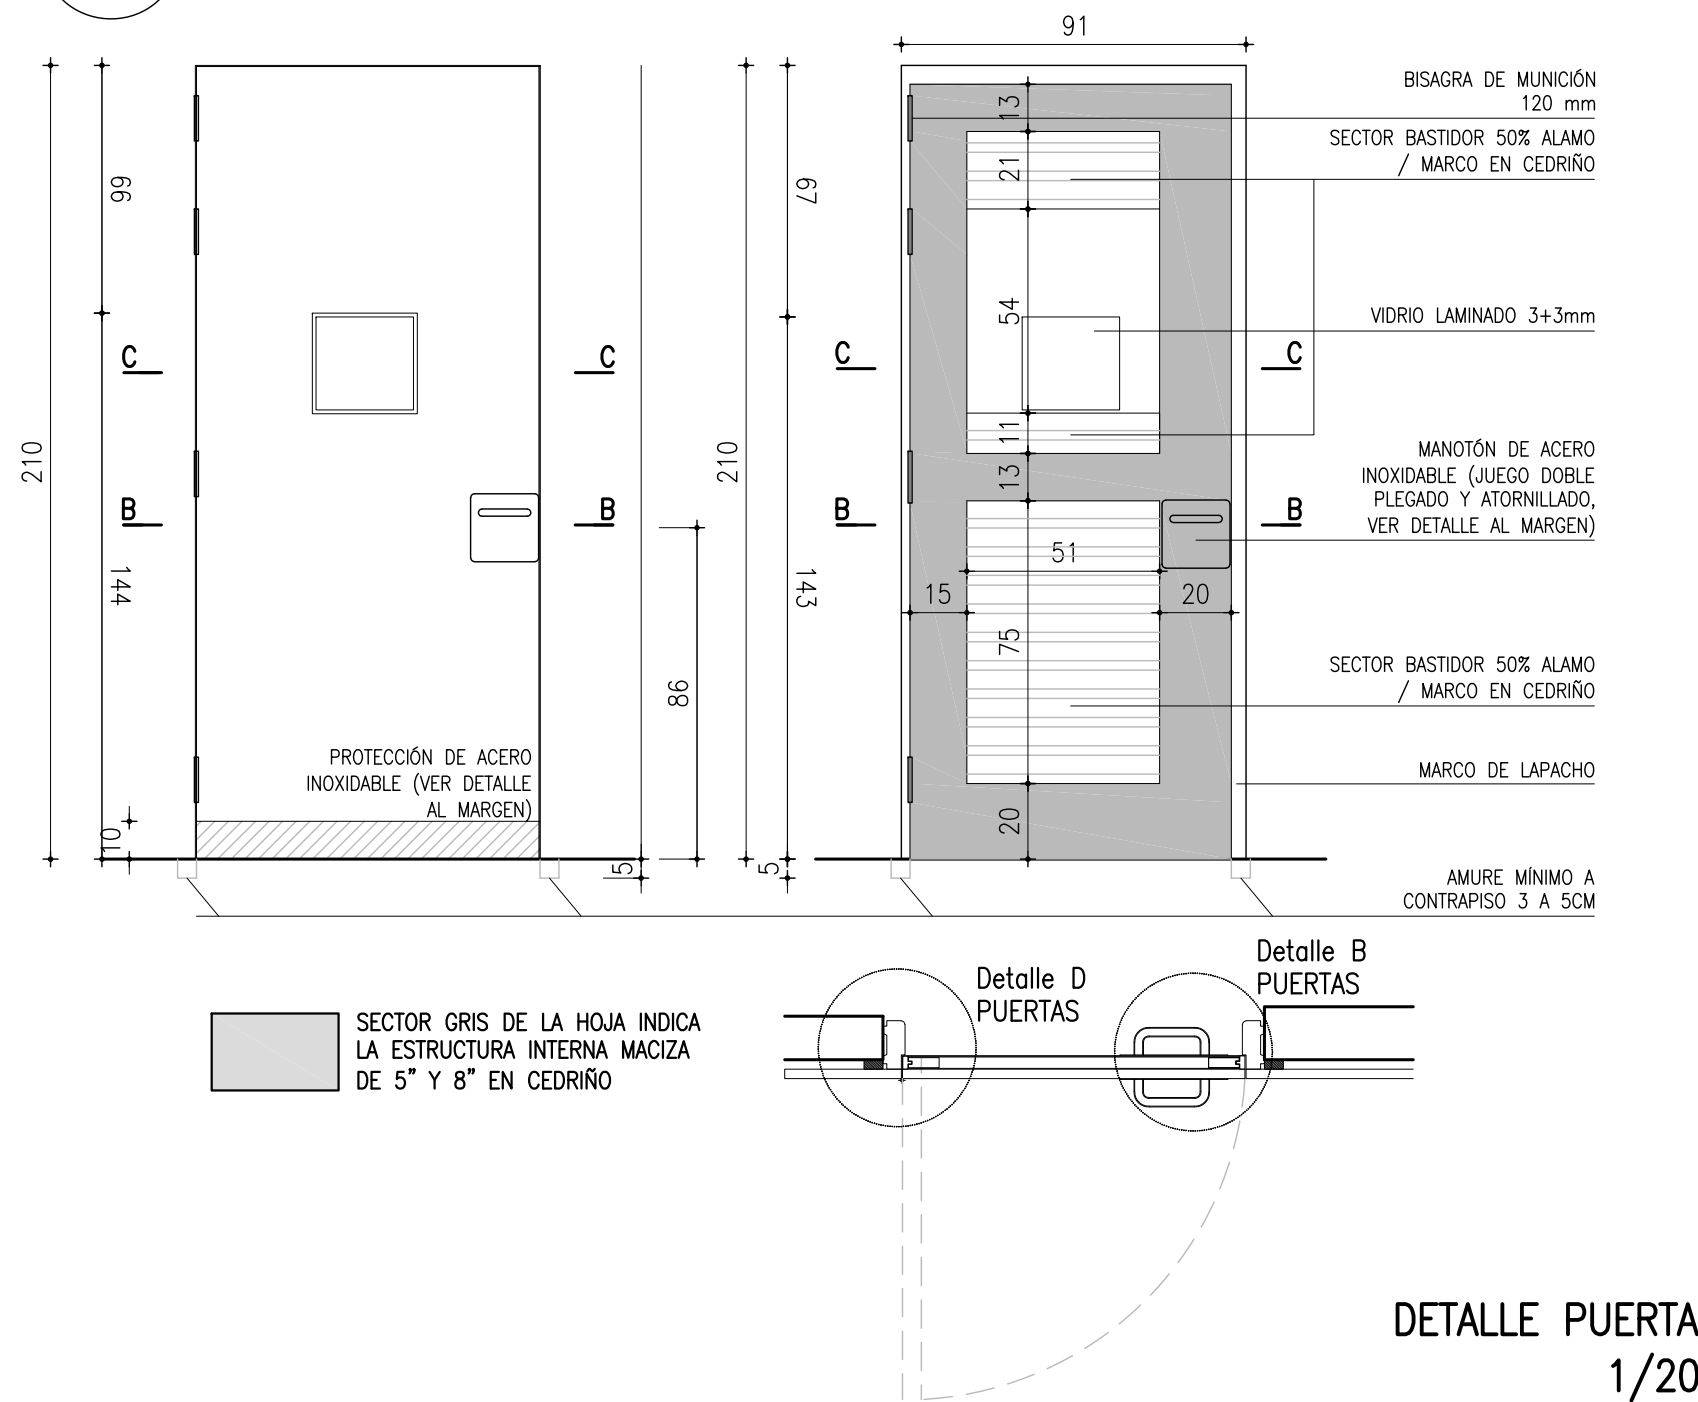 91
BISAGRA DE MUNICIÓN
120 mm
SECTOR BASTIDOR 50% ALAMO
/ MARCO EN CEDRIÑO
VIDRIO LAMINADO 3+3mm
MANOTÓN DE ACERO
INOXIDABLE (JUEGO DOBLE
PLEGADO Y ATORNILLADO,
VER DETALLE AL MARGEN)
SECTOR BASTIDOR 50% ALAMO
/ MARCO EN CEDRIÑO
MARCO DE LAPACHO
AMURE MÍNIMO A
CONTRAPISO 3 A 5CM
210
66
144
10
C
C
B
B
PROTECCIÓN DE ACERO
INOXIDABLE (VER DETALLE
AL MARGEN)
86
5
210
67
143
5
C
C
B
B
13
21
54
11
13
51
15
20
75
20
SECTOR GRIS DE LA HOJA INDICA
LA ESTRUCTURA INTERNA MACIZA
DE 5” Y 8” EN CEDRIÑO
Detalle D
PUERTAS
Detalle B
PUERTAS
DETALLE PUERTA
1/20